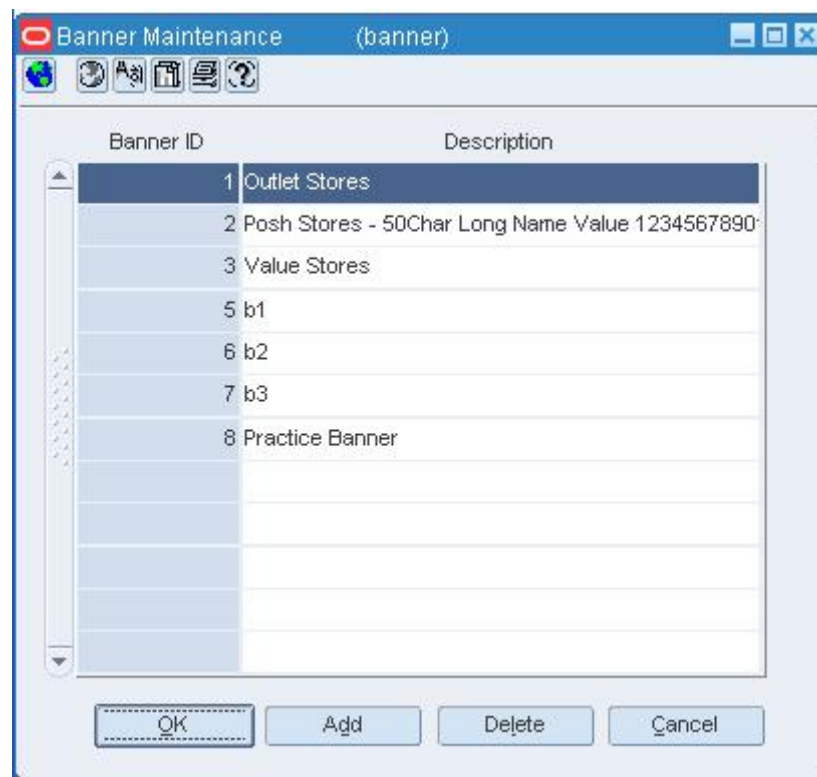 Banner Maintenance (banner)
Banner ID Description
1 Outlet Stores
2 Posh Stores - 50Char Long Name Value 1234567890
3 Value Stores
5 b1
6 b2
7 b3
8 Practice Banner
OK Add Delete Cancel